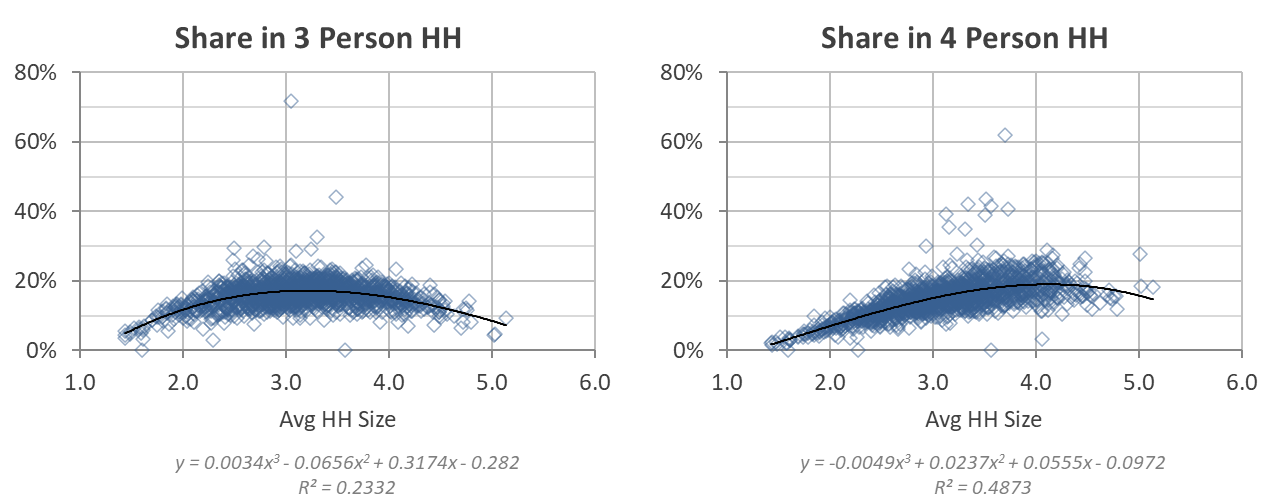 Share in 3 Person HH
80%
60%
40%
20%
0%
1.0 2.0 3.0 4.0 5.0 6.0
Avg HH Size
y = 0.0034x³ - 0.0656x² + 0.3174x - 0.282
R² = 0.2332
Share in 4 Person HH
80%
60%
40%
20%
0%
1.0 2.0 3.0 4.0 5.0 6.0
Avg HH Size
y = -0.0049x³ + 0.0237x² + 0.0555x - 0.0972
R² = 0.4873